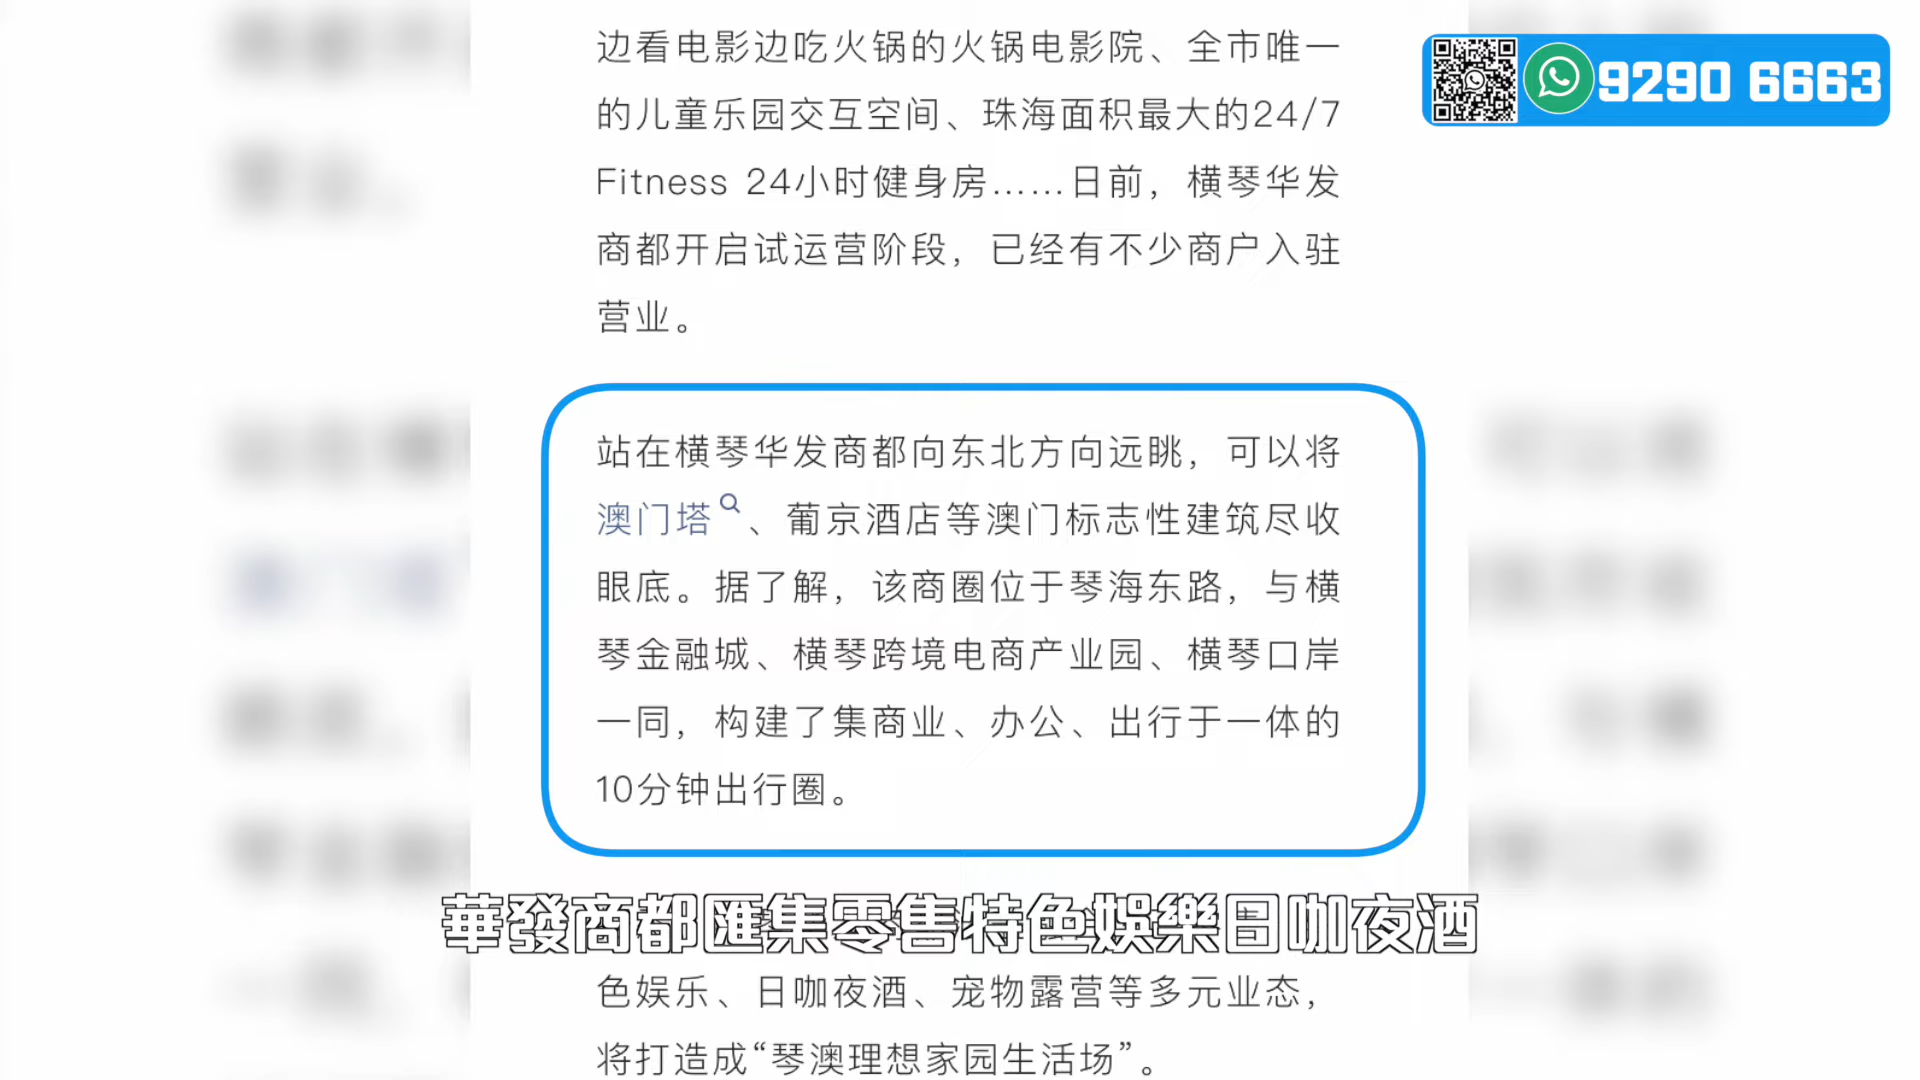 边看电影边吃火锅的火锅电影院、全市唯一
的儿童乐园交互空间、珠海面积最大的24/7
Fitness 24小时健身房……日前，横琴华发
商都开启试运营阶段，已经有不少商户入驻
营业。
9290 6663
站在横琴华发商都向东北方向远眺，可以将
澳门塔、葡京酒店等澳门标志性建筑尽收
眼底。据了解，该商圈位于琴海东路，与横
琴金融城、横琴跨境电商产业园、横琴口岸
一同，构建了集商业、办公、出行于一体的
10分钟出行圈。
華發商都匯集零售特色娛樂日咖夜酒
色娱乐、日咖夜酒、宠物露营等多元业态，
将打造成“琴澳理想家园生活场”。